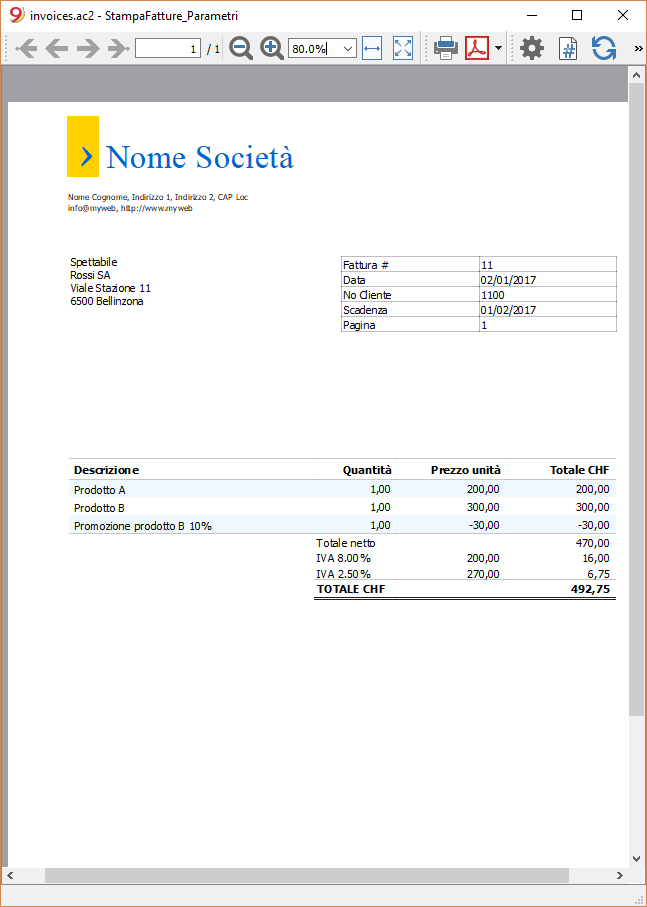 invoices.ac2 - StampaFatture_Parametri
1 / 1 80.0%
Nome Società
Nome Cognome, Indirizzo 1, Indirizzo 2, CAP Loc
info@myweb, http://www.myweb
Spettabile
Rossi SA
Viale Stazione 11
6500 Bellinzona
Fattura # 11
Data 02/01/2017
No Cliente 1100
Scadenza 01/02/2017
Pagina 1
Descrizione Quantità Prezzo unità Totale CHF
Prodotto A 1,00 200,00 200,00
Prodotto B 1,00 300,00 300,00
Promozione prodotto B 10% 1,00 -30,00 -30,00
Totale netto 470,00
IVA 8.00% 200,00 16,00
IVA 2.50% 270,00 6,75
TOTALE CHF 492,75